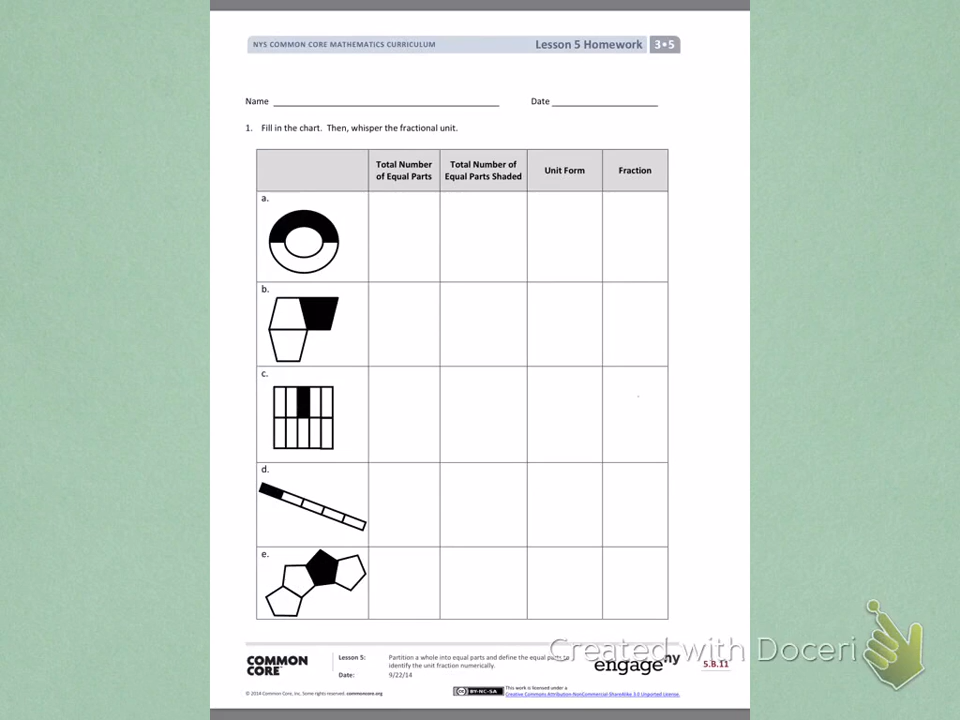 NYS COMMON CORE MATHEMATICS CURRICULUM Lesson 5 Homework 3•5
Name Date
1. Fill in the chart. Then, whisper the fractional unit.
Total Number of Equal Parts
Total Number of Equal Parts Shaded
Unit Form
Fraction
a.
b.
c.
d.
e.
Created with Doceri
COMMON CORE
Lesson 5: Partition a whole into equal parts and define the equal parts to
identify the unit fraction numerically.
Date: 9/22/14
engage ny
5.B.11
© 2014 Common Core, Inc. Some rights reserved. commoncore.org
CC BY-NC-SA
This work is licensed under a
Creative Commons Attribution-NonCommercial-ShareAlike 3.0 Unported License.